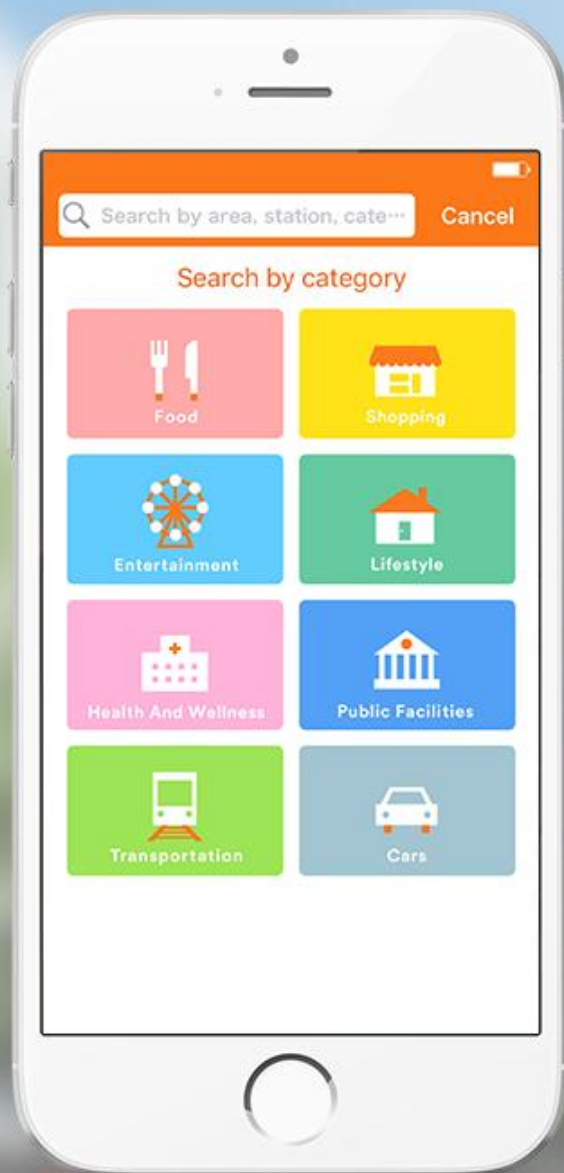 Search by area, station, cate…
Cancel
Search by category
Food
Shopping
Entertainment
Lifestyle
Health And Wellness
Public Facilities
Transportation
Cars